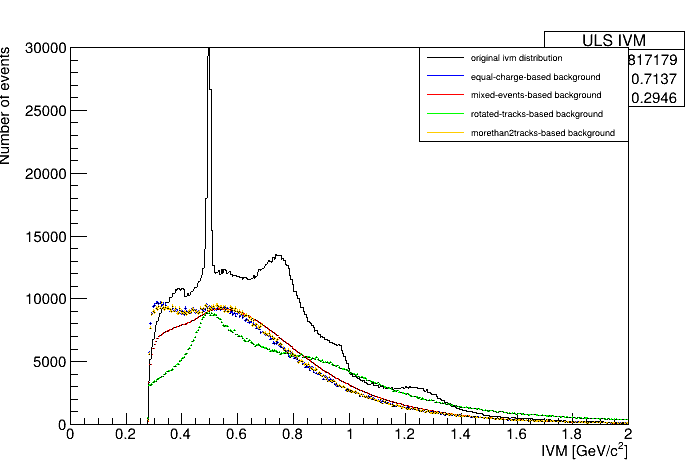 ULS IVM
817179
0.7137
0.2946
original ivm distribution
equal-charge-based background
mixed-events-based background
rotated-tracks-based background
morethan2tracks-based background
Number of events
30000
25000
20000
15000
10000
5000
0
0 0.2 0.4 0.6 0.8 1 1.2 1.4 1.6 1.8 2
IVM [GeV/c²]